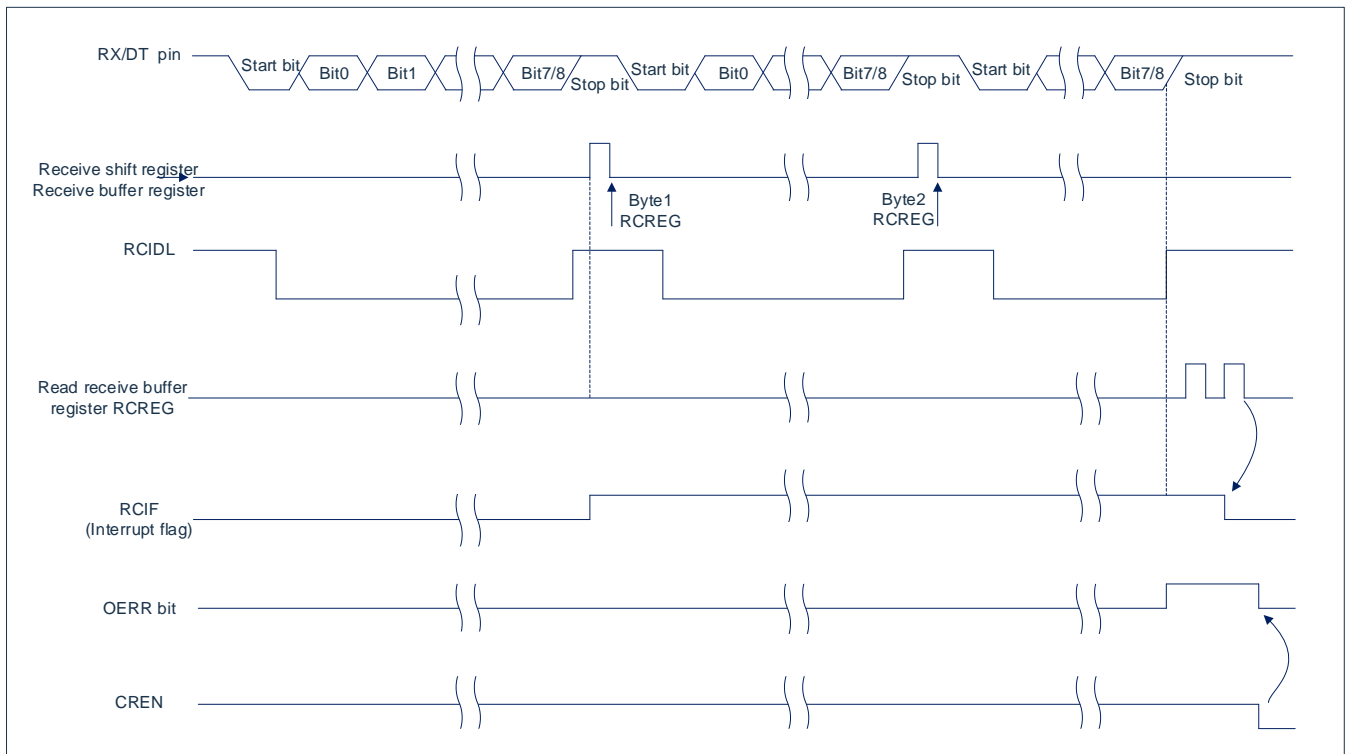 RX/DT pin
Start bit
Bit0
Bit1
Bit7/8
Stop bit
Start bit
Bit0
Bit7/8
Stop bit
Start bit
Bit7/8
Stop bit
Receive shift register
Receive buffer register
Byte1
RCREG
Byte2
RCREG
RCIDL
Read receive buffer
register RCREG
RCIF
(Interrupt flag)
OERR bit
CREN